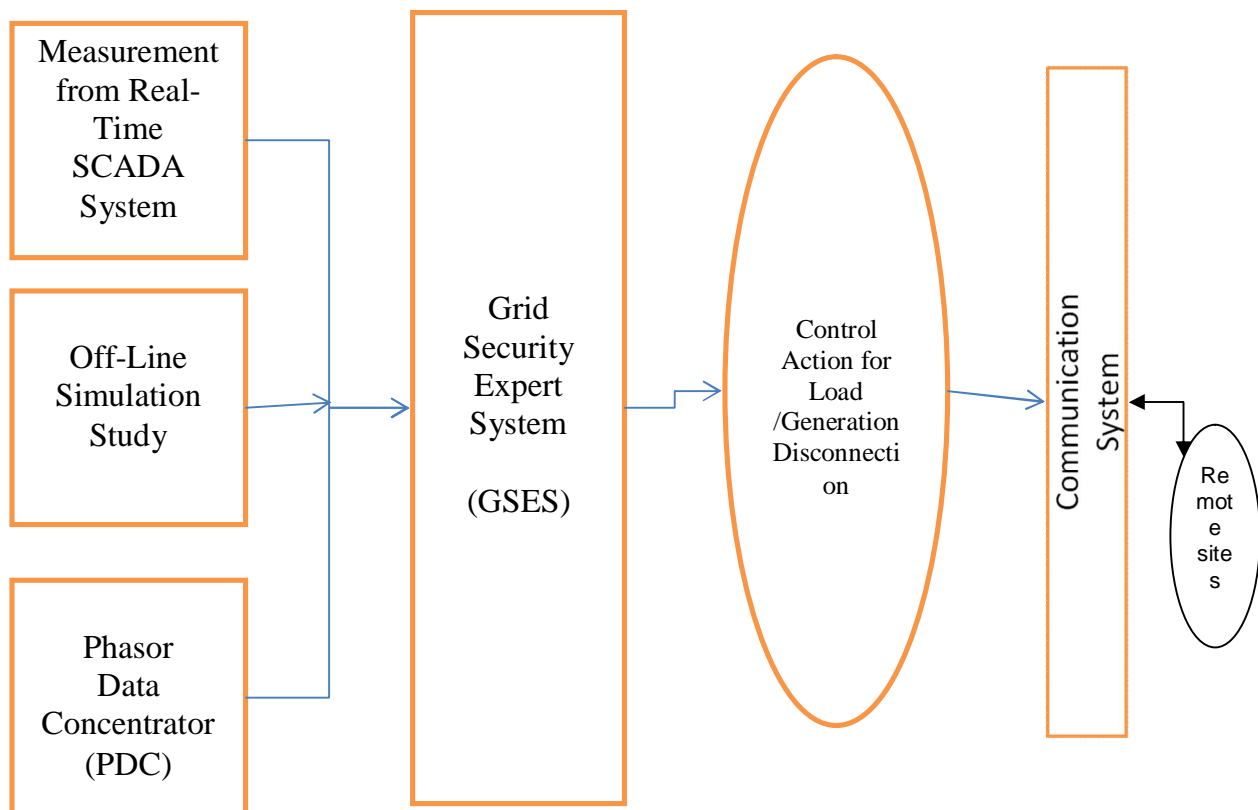 Measurement
from Real-
Time
SCADA
System
Off-Line
Simulation
Study
Phasor
Data
Concentrator
(PDC)
Grid
Security
Expert
System
(GSES)
Control
Action for
Load
/Generation
Disconnecti
on
Communication
System
Re
mot
e
site
s